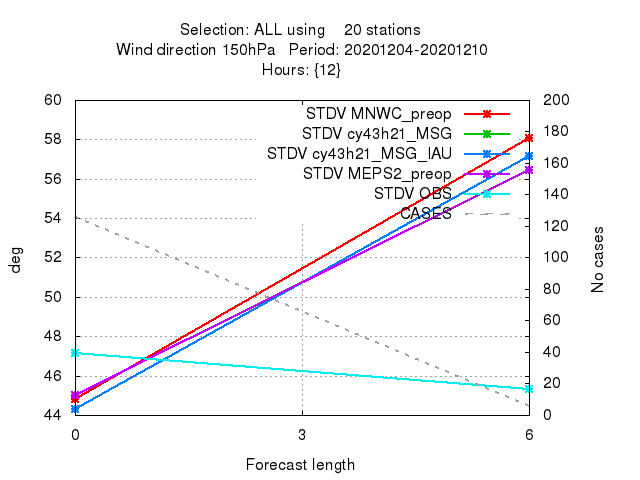 Selection: ALL using    20 stations
Wind direction 150hPa   Period: 20201204-20201210
Hours: {12}
STDV MNWC_preop
STDV cy43h21_MSG
STDV cy43h21_MSG_IAU
STDV MEPS2_preop
STDV OBS
CASES
60
58
56
54
52
50
48
46
44
deg
200
180
160
140
120
100
80
60
40
20
0
No cases
0 3 6
Forecast length